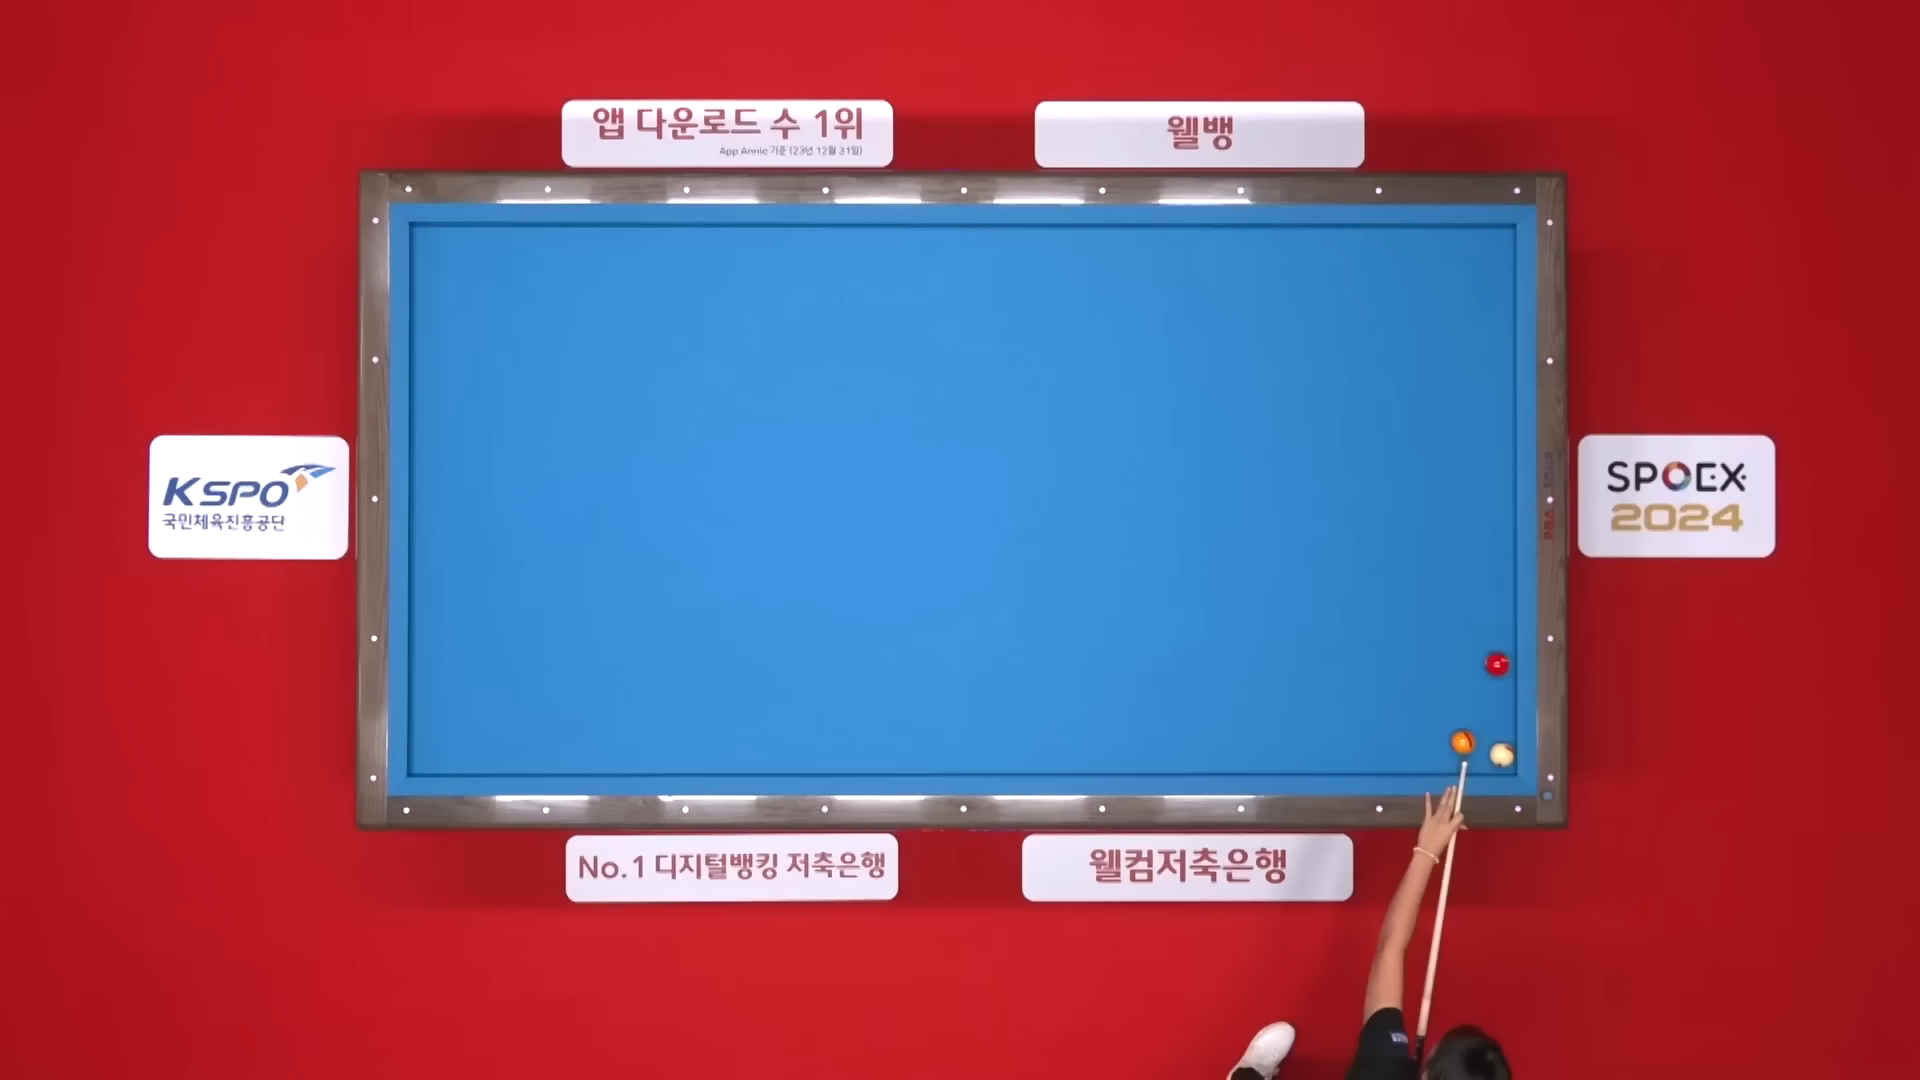 앱 다운로드 수 1위
App Annie 기준 (23년 12월 31일)
웰뱅
KSPO
국민체육진흥공단
SPOEX
2024
PBA TOUR
No.1 디지털뱅킹 저축은행
웰컴저축은행